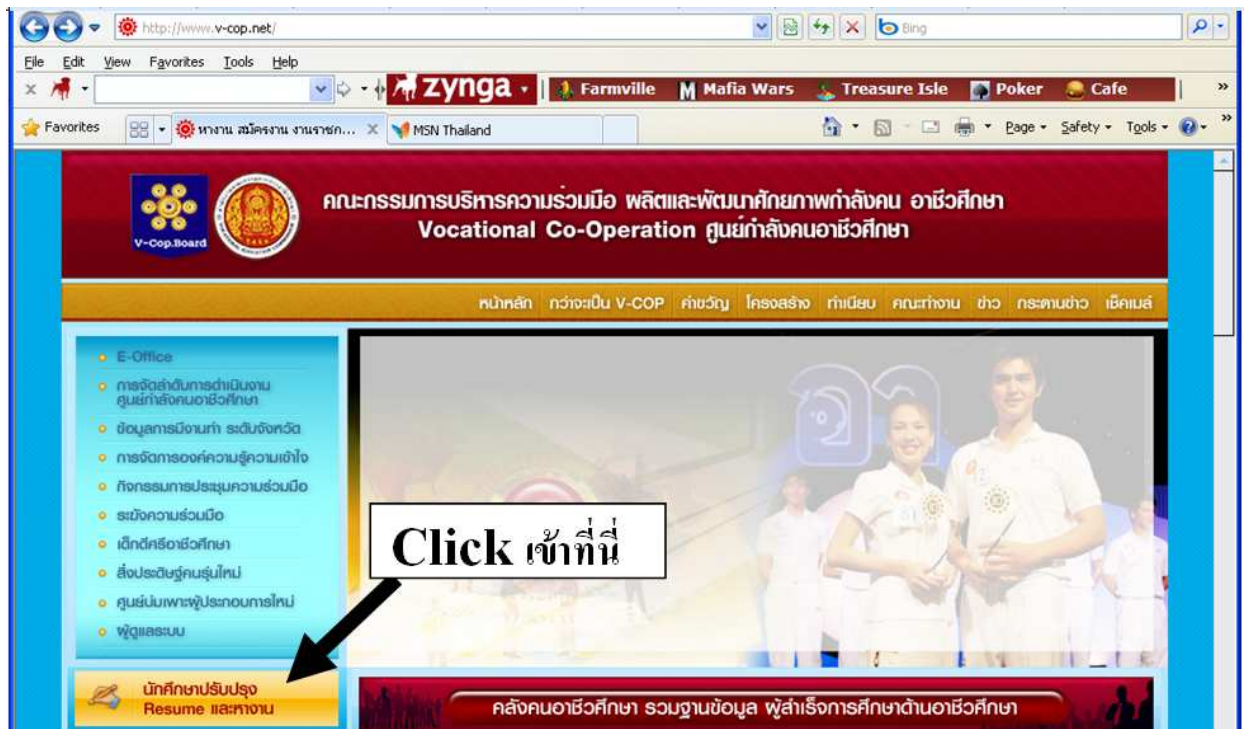 http://www.v-cop.net/
Bing
File Edit View Favorites Tools Help
zynga Farmville Mafia Wars Treasure Isle Poker Cafe
Favorites หางาน สมัครงาน งานราชก... MSN Thailand Page Safety Tools
V-Cop.Board
คณะกรรมการบริหารความร่วมมือ ผลิตและพัฒนาศักยภาพกำลังคน อาชีวศึกษา
Vocational Co-Operation ศูนย์กำลังคนอาชีวศึกษา
หน้าหลัก กว่าจะเป็น V-COP คำขวัญ โครงสร้าง ทำเนียบ คณะทำงาน ข่าว กระดานข่าว เช็คเมล์
E-Office
การจัดลำดับการดำเนินงาน
ศูนย์กำลังคนอาชีวศึกษา
ข้อมูลการมีงานทำ ระดับจังหวัด
การจัดการองค์ความรู้ความเข้าใจ
กิจกรรมการประชุมความร่วมมือ
ระฆังความร่วมมือ
เด็กดีศรีอาชีวศึกษา
สิ่งประดิษฐ์คนรุ่นใหม่
ศูนย์บ่มเพาะผู้ประกอบการใหม่
ผู้ดูแลระบบ
อา
Click เข้าที่นี่
นักศึกษาปรับปรุง
Resume และหางาน
คลังคนอาชีวศึกษา รวมฐานข้อมูล ผู้สำเร็จการศึกษาด้านอาชีวศึกษา